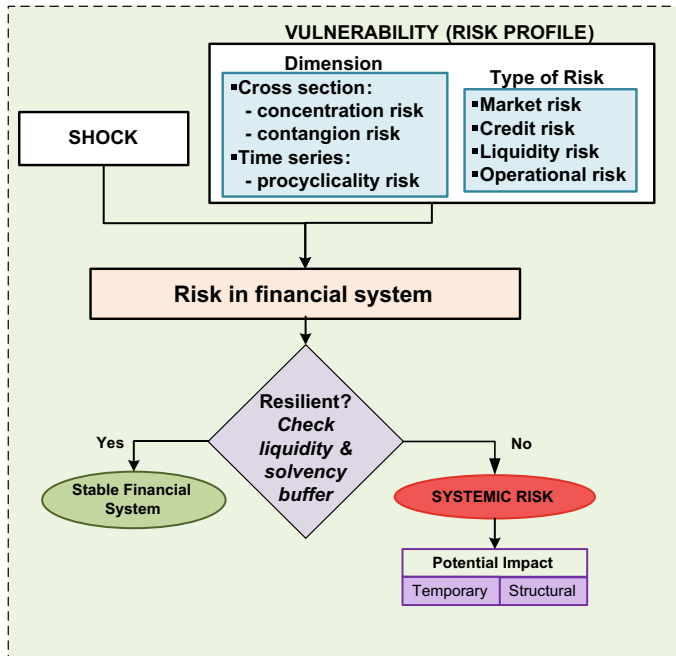 VULNERABILITY (RISK PROFILE)
Dimension
▪Cross section:
- concentration risk
- contangion risk
▪Time series:
- procyclicality risk
Type of Risk
▪Market risk
▪Credit risk
▪Liquidity risk
▪Operational risk
SHOCK
Risk in financial system
Resilient?
Check
liquidity &
solvency
buffer
Yes
No
Stable Financial
System
SYSTEMIC RISK
Potential Impact
Temporary
Structural